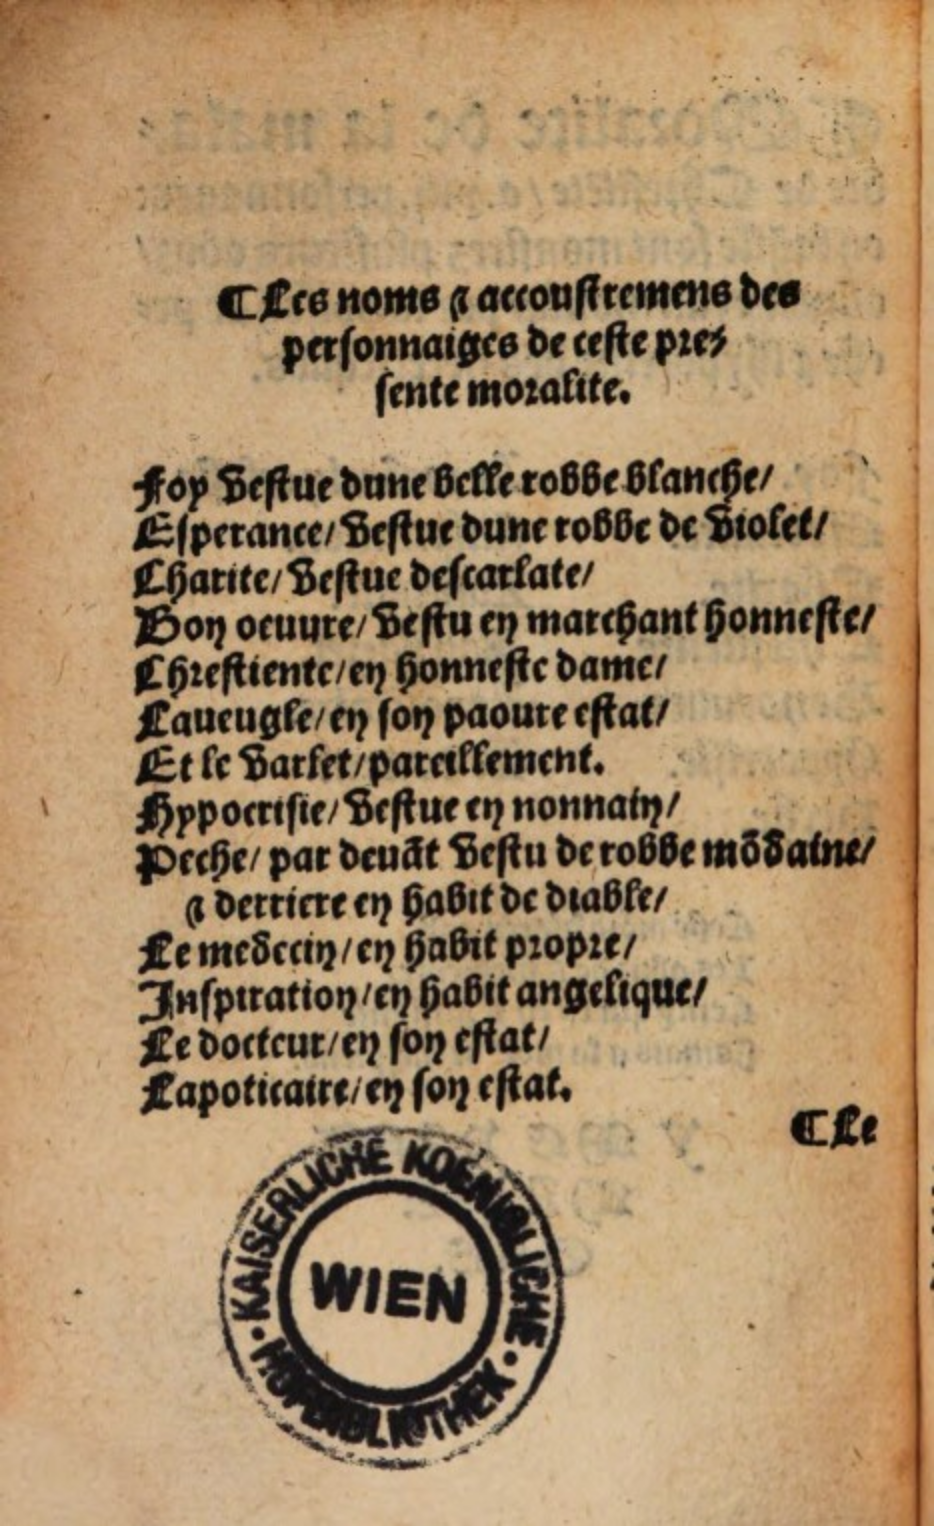 ¶Les noms ⁊ accoustremens des
personnaiges de ceste pre-
sente moralite.
Foy vestue dune belle robbe blanche/
Esperance/ vestue dune robbe de violet/
Charite/ vestue descarlate/
Bon oeuure/ vestu en marchant honneste/
Chrestiente/ en honneste dame/
Laueugle/ en son paoure estat/
Et le varlet/ pareillement.
Hypocrisie/ vestue en nonnain/
Peche/ par deuãt vestu de robbe mõdaine/
⁊ derriere en habit de diable/
Le medecin/ en habit propre/
Inspiration/ en habit angelique/
Le docteur/ en son estat/
Lapoticaire/ en son estat.
¶Le
KAISERLICHE KOENIGLICHE
WIEN
HOFBIBLIOTHEK